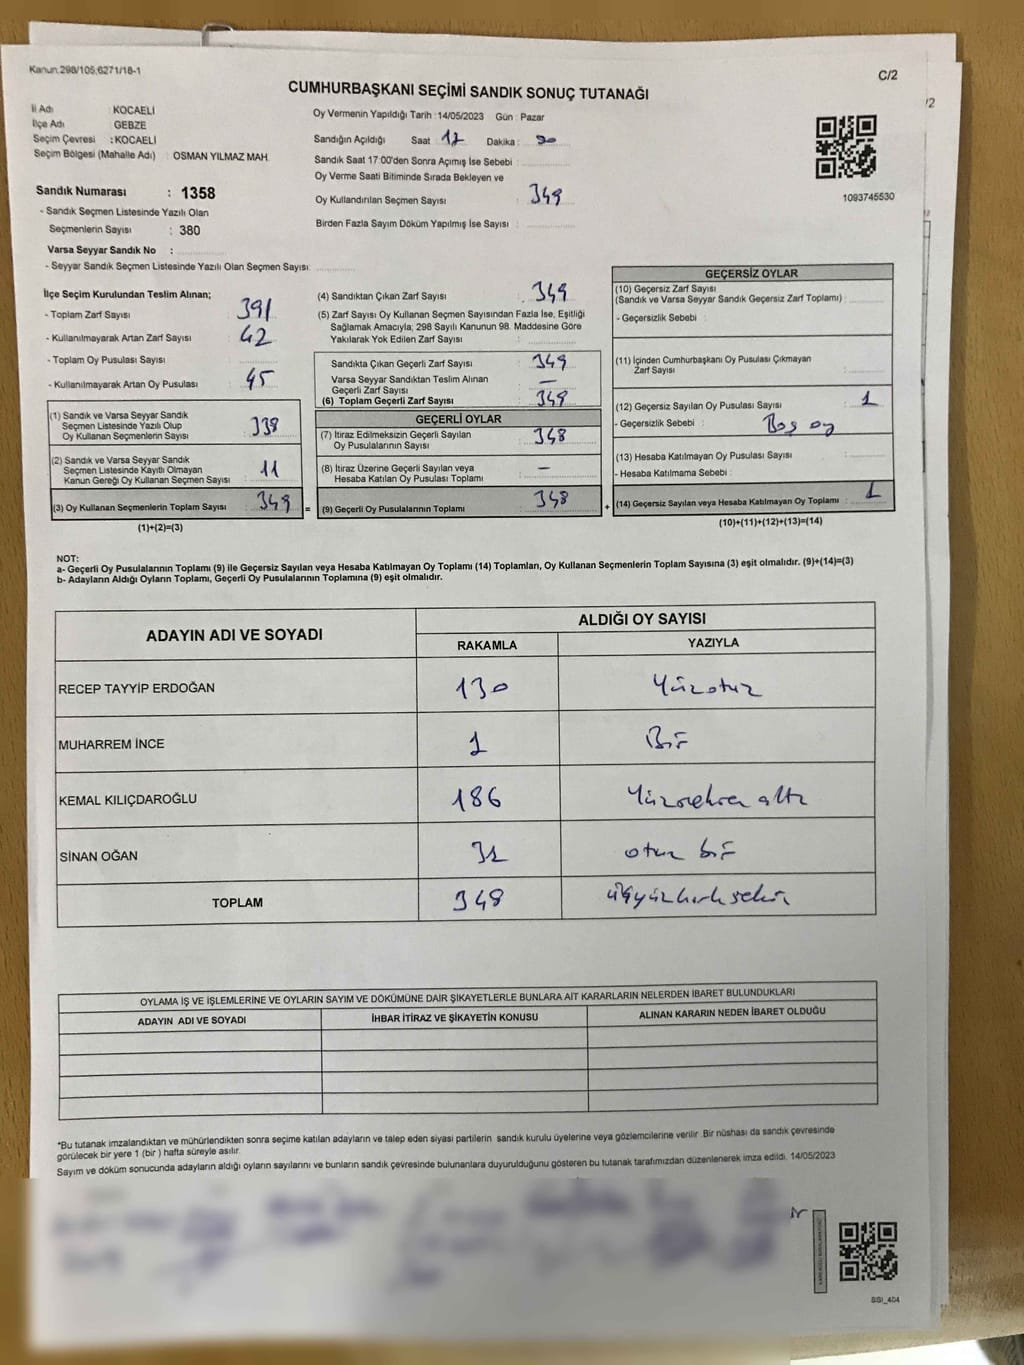 Kanun.298/105;6271/18-1
C/2
CUMHURBAŞKANI SEÇİMİ SANDIK SONUÇ TUTANAĞI
/2
İl Adı : KOCAELİ
İlçe Adı GEBZE
Seçim Çevresi : KOCAELİ
Seçim Bölgesi (Mahalle Adı) : OSMAN YILMAZ MAH.
Oy Vermenin Yapıldığı Tarih :14/05/2023 Gün : Pazar
Sandığın Açıldığı Saat 17 Dakika :
Sandık Saat 17:00'den Sonra Açımış İse Sebebi :
Oy Verme Saati Bitiminde Sırada Bekleyen ve
Oy Kullandırılan Seçmen Sayısı : 349
Birden Fazla Sayım Döküm Yapılmış İse Sayısı :
1093745530
Sandık Numarası : 1358
- Sandık Seçmen Listesinde Yazılı Olan
Seçmenlerin Sayısı : 380
Varsa Seyyar Sandık No :
- Seyyar Sandık Seçmen Listesinde Yazılı Olan Seçmen Sayısı:
İlçe Seçim Kurulundan Teslim Alınan;
- Toplam Zarf Sayısı : 391
- Kullanılmayarak Artan Zarf Sayısı : 42
- Toplam Oy Pusulası Sayısı :
- Kullanılmayarak Artan Oy Pusulası : 45
(1) Sandık ve Varsa Seyyar Sandık
Seçmen Listesinde Yazılı Olup
Oy Kullanan Seçmenlerin Sayısı : 338
(2) Sandık ve Varsa Seyyar Sandık
Seçmen Listesinde Kayıtlı Olmayan
Kanun Gereği Oy Kullanan Seçmen Sayısı : 11
(3) Oy Kullanan Seçmenlerin Toplam Sayısı : 349 =
(1)+(2)=(3)
(4) Sandıktan Çıkan Zarf Sayısı : 349
(5) Zarf Sayısı Oy Kullanan Seçmen Sayısından Fazla İse, Eşitliği
Sağlamak Amacıyla; 298 Sayılı Kanunun 98. Maddesine Göre
Yakılarak Yok Edilen Zarf Sayısı :
Sandıkta Çıkan Geçerli Zarf Sayısı : 349
Varsa Seyyar Sandıktan Teslim Alınan
Geçerli Zarf Sayısı : —
(6) Toplam Geçerli Zarf Sayısı : 349
GEÇERLİ OYLAR
(7) İtiraz Edilmeksizin Geçerli Sayılan
Oy Pusulalarının Sayısı : 348
(8) İtiraz Üzerine Geçerli Sayılan veya
Hesaba Katılan Oy Pusulası Toplamı : —
(9) Geçerli Oy Pusulalarının Toplamı : 348 +
GEÇERSİZ OYLAR
(10) Geçersiz Zarf Sayısı
(Sandık ve Varsa Seyyar Sandık Geçersiz Zarf Toplamı) :
- Geçersizlik Sebebi :
(11) İçinden Cumhurbaşkanı Oy Pusulası Çıkmayan
Zarf Sayısı :
(12) Geçersiz Sayılan Oy Pusulası Sayısı : 1
- Geçersizlik Sebebi : Boş oy
(13) Hesaba Katılmayan Oy Pusulası Sayısı :
- Hesaba Katılmama Sebebi :
(14) Geçersiz Sayılan veya Hesaba Katılmayan Oy Toplamı : 1
(10)+(11)+(12)+(13)=(14)
NOT:
a- Geçerli Oy Pusulalarının Toplamı (9) ile Geçersiz Sayılan veya Hesaba Katılmayan Oy Toplamı (14) Toplamları, Oy Kullanan Seçmenlerin Toplam Sayısına (3) eşit olmalıdır. (9)+(14)=(3)
b- Adayların Aldığı Oyların Toplamı, Geçerli Oy Pusulalarının Toplamına (9) eşit olmalıdır.
ADAYIN ADI VE SOYADI ALDIĞI OY SAYISI
RAKAMLA YAZIYLA
RECEP TAYYİP ERDOĞAN 130 Yüzotuz
MUHARREM İNCE 1 Bir
KEMAL KILIÇDAROĞLU 186 Yüzseksen altı
SİNAN OĞAN 31 otuz bir
TOPLAM 348 üçyüzkırksekiz
OYLAMA İŞ VE İŞLEMLERİNE VE OYLARIN SAYIM VE DÖKÜMÜNE DAİR ŞİKAYETLERLE BUNLARA AİT KARARLARIN NELERDEN İBARET BULUNDUKLARI
ADAYIN ADI VE SOYADI İHBAR İTİRAZ VE ŞİKAYETİN KONUSU ALINAN KARARIN NEDEN İBARET OLDUĞU
*Bu tutanak imzalandıktan ve mühürlendikten sonra seçime katılan adayların ve talep eden siyasi partilerin sandık kurulu üyelerine veya gözlemcilerine verilir. Bir nüshası da sandık çevresinde
görülecek bir yere 1 (bir ) hafta süreyle asılır.
Sayım ve döküm sonucunda adayların aldığı oyların sayılarını ve bunların sandık çevresinde bulunanlara duyurulduğunu gösteren bu tutanak tarafımızdan düzenlenerek imza edildi. 14/05/2023
SSI_404